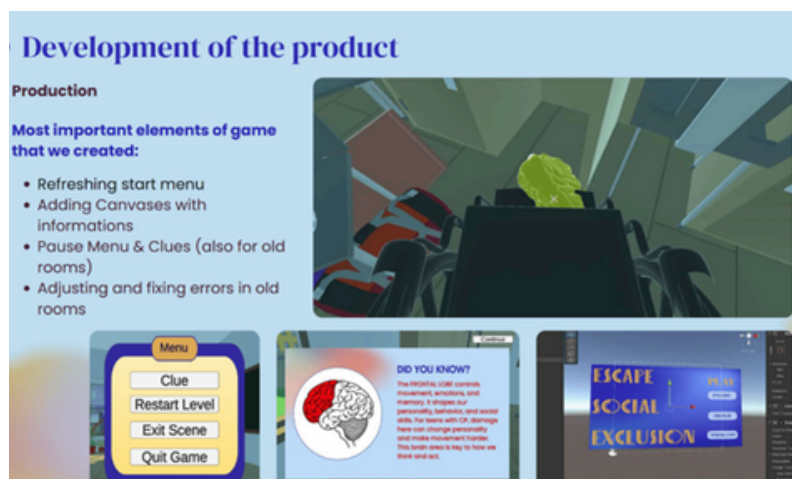 Development of the product
Production
Most important elements of game
that we created:
• Refreshing start menu
• Adding Canvases with
informations
• Pause Menu & Clues (also for old
rooms)
• Adjusting and fixing errors in old
rooms
Menu
Clue
Restart Level
Exit Scene
Quit Game
Continue
DID YOU KNOW?
The FRONTAL LOBE controls
movement, emotions, and
memory. It shapes our
personality, behavior, and social
skills. For teens with CP, damage
here can change personality
and make movement harder.
This brain area is key to how we
think and act.
ESCAPE
SOCIAL
EXCLUSION
PLAY